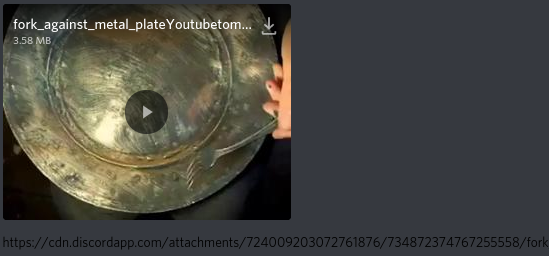 fork_against_metal_plateYoutubetom...
3.58 MB
https://cdn.discordapp.com/attachments/724009203072761876/734872374767255558/fork